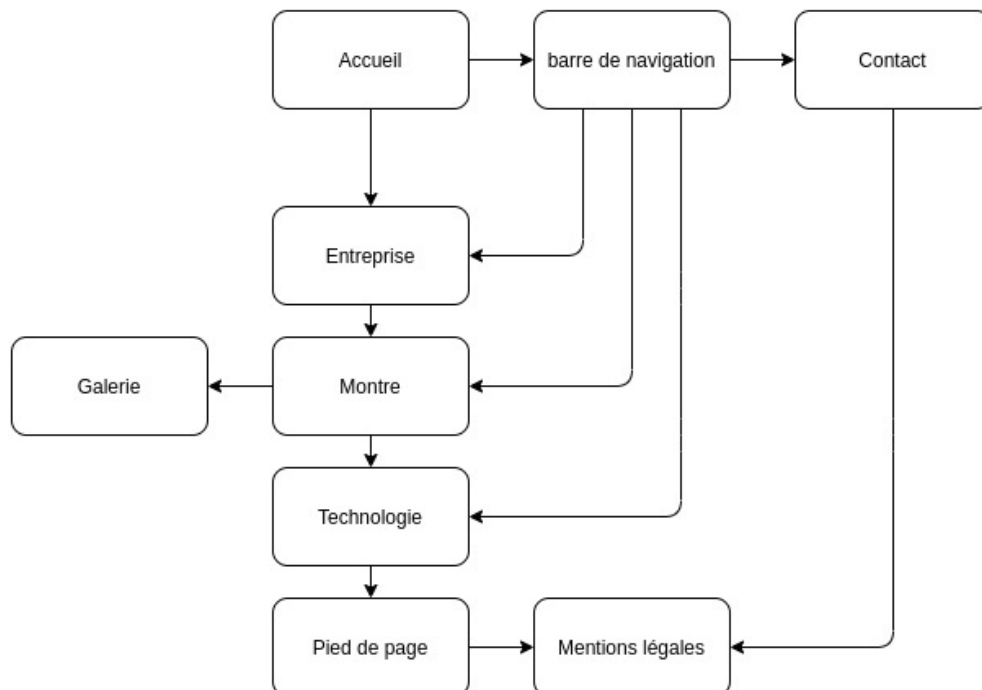 Accueil
barre de navigation
Contact
Entreprise
Galerie
Montre
Technologie
Pied de page
Mentions légales